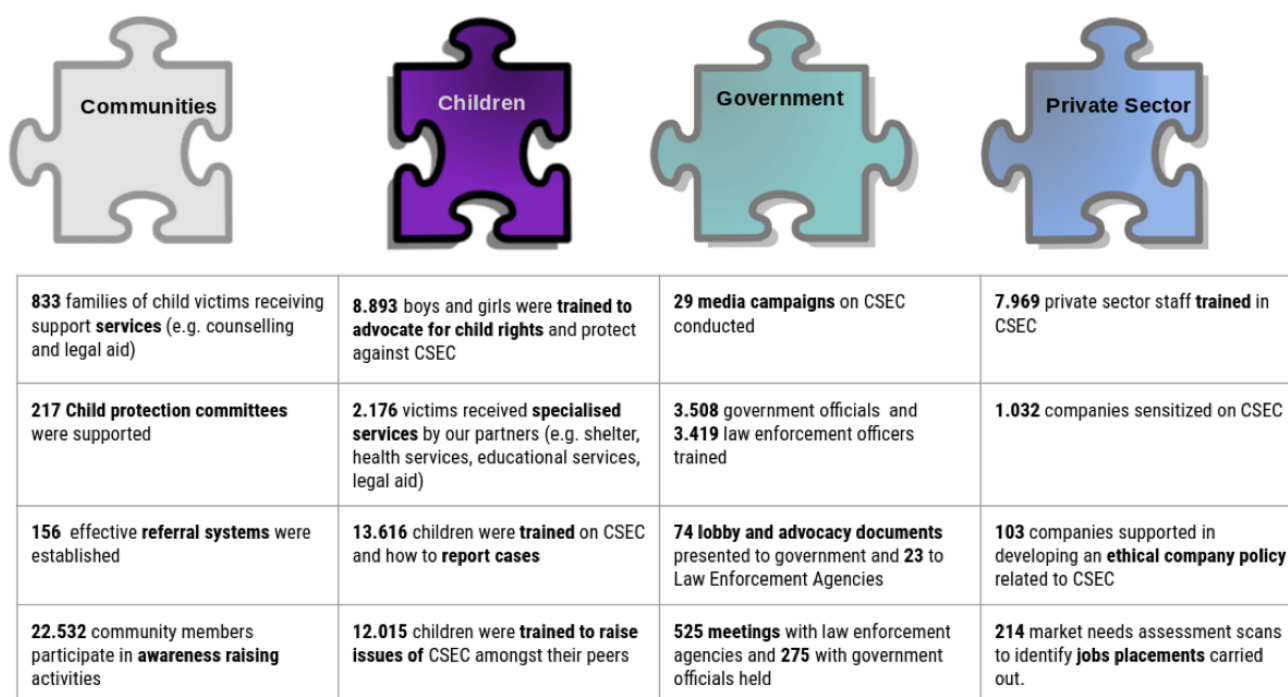 Communities
Children
Government
Private Sector
833 families of child victims receiving
support services (e.g. counselling
and legal aid)
8.893 boys and girls were trained to
advocate for child rights and protect
against CSEC
29 media campaigns on CSEC
conducted
7.969 private sector staff trained in
CSEC
217 Child protection committees
were supported
2.176 victims received specialised
services by our partners (e.g. shelter,
health services, educational services,
legal aid)
3.508 government officials and
3.419 law enforcement officers
trained
1.032 companies sensitized on CSEC
156 effective referral systems were
established
13.616 children were trained on CSEC
and how to report cases
74 lobby and advocacy documents
presented to government and 23 to
Law Enforcement Agencies
103 companies supported in
developing an ethical company policy
related to CSEC
22.532 community members
participate in awareness raising
activities
12.015 children were trained to raise
issues of CSEC amongst their peers
525 meetings with law enforcement
agencies and 275 with government
officials held
214 market needs assessment scans
to identify jobs placements carried
out.